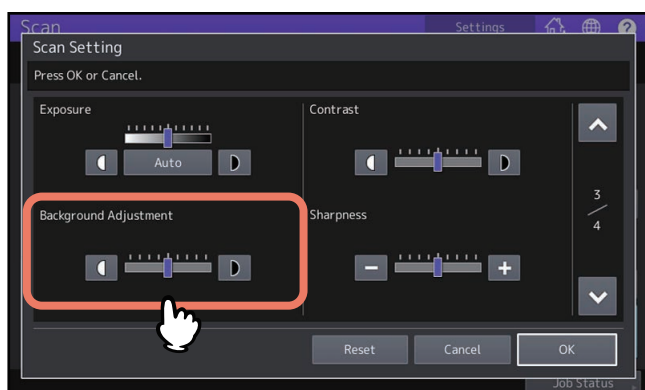 Scan
Settings
?
Scan Setting
Press OK or Cancel.
Exposure
Contrast
Auto
3
4
Background Adjustment
Sharpness
Reset
Cancel
OK
Job Status